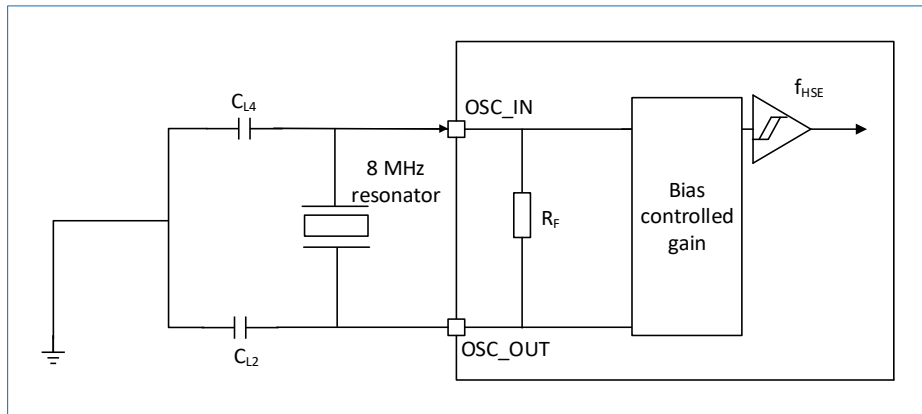 CL4
OSC_IN
fHSE
8 MHz
resonator
RF
Bias
controlled
gain
CL2
OSC_OUT